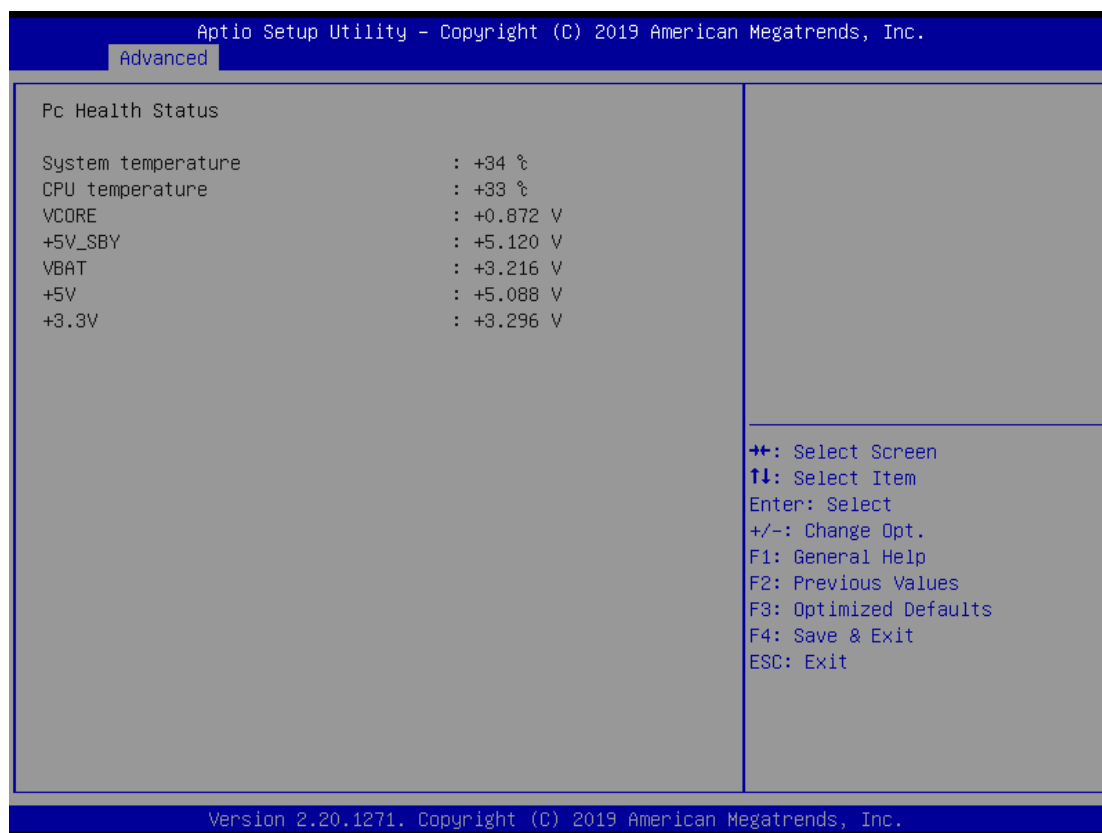 Aptio Setup Utility – Copyright (C) 2019 American Megatrends, Inc.
Advanced
Pc Health Status
System temperature : +34 ℃
CPU temperature : +33 ℃
VCORE : +0.872 V
+5V_SBY : +5.120 V
VBAT : +3.216 V
+5V : +5.088 V
+3.3V : +3.296 V
→←: Select Screen
↑↓: Select Item
Enter: Select
+/-: Change Opt.
F1: General Help
F2: Previous Values
F3: Optimized Defaults
F4: Save & Exit
ESC: Exit
Version 2.20.1271. Copyright (C) 2019 American Megatrends, Inc.